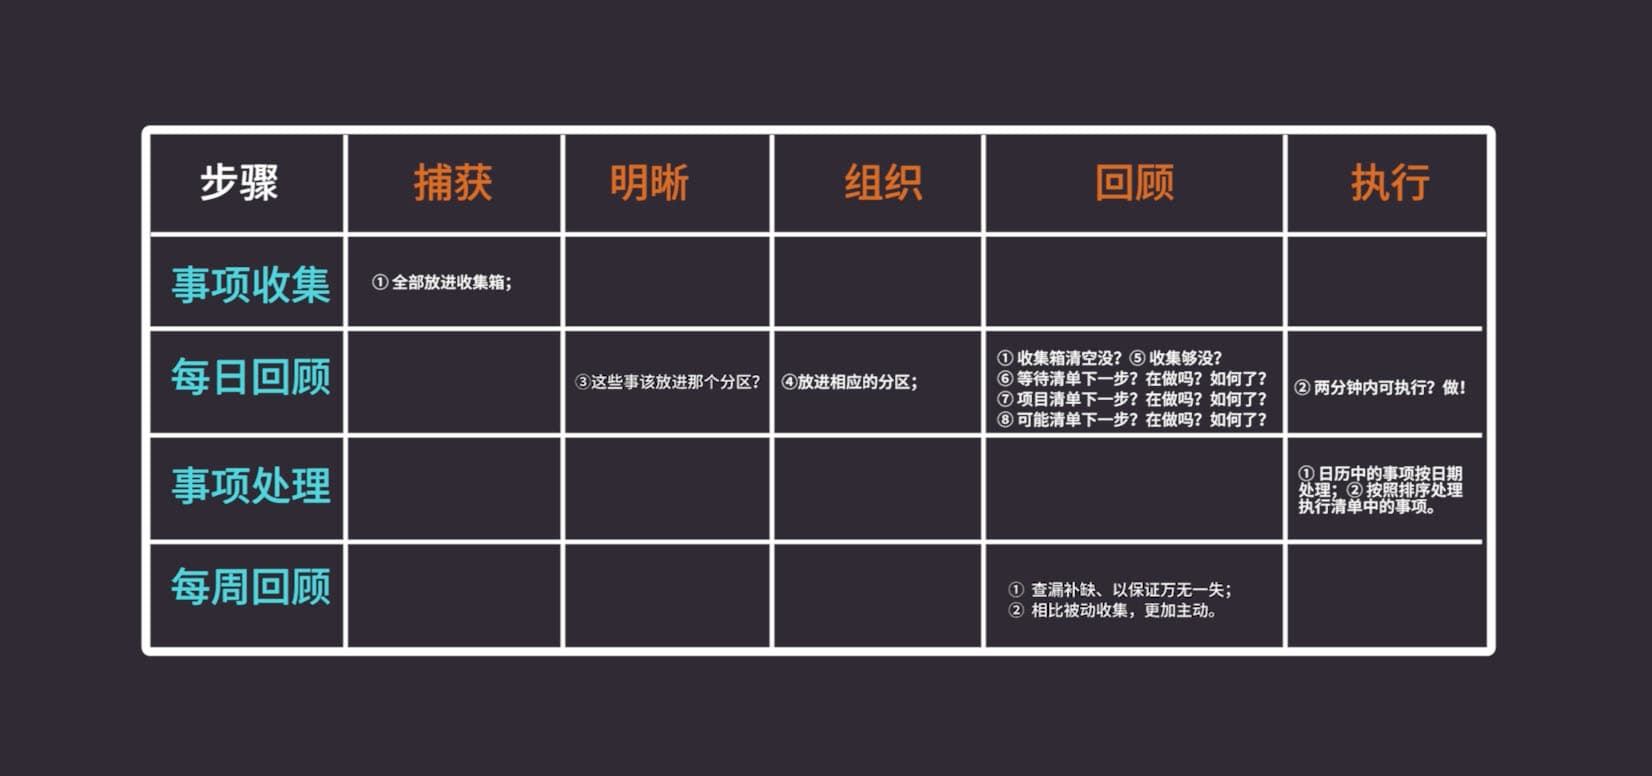 步骤
捕获
明晰
组织
回顾
执行
事项收集
① 全部放进收集箱；
每日回顾
③这些事该放进那个分区？
④放进相应的分区；
① 收集箱清空没？⑤ 收集够没？
⑥ 等待清单下一步？在做吗？如何了？
⑦ 项目清单下一步？在做吗？如何了？
⑧ 可能清单下一步？在做吗？如何了？
② 两分钟内可执行？做！
事项处理
① 日历中的事项按日期
处理；② 按照排序处理
执行清单中的事项。
每周回顾
① 查漏补缺、以保证万无一失；
② 相比被动收集，更加主动。